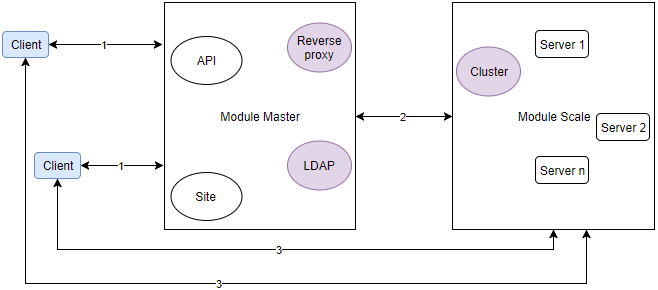 Client
1
API
Reverse
proxy
Module Master
LDAP
Site
2
Cluster
Server 1
Module Scale
Server 2
Server n
Client
1
3
3